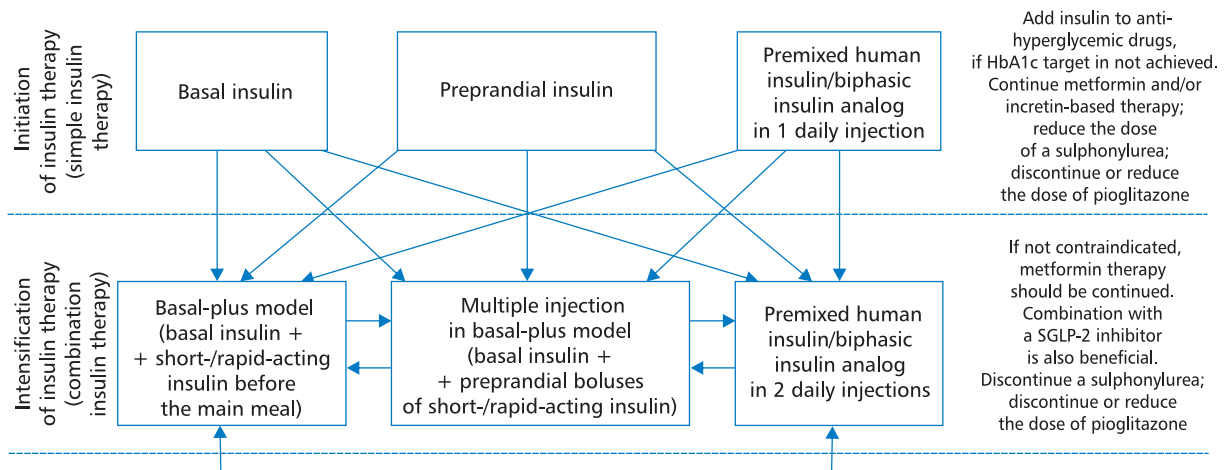 Initiation
of insulin therapy
(simple insulin
therapy)
Basal insulin
Preprandial insulin
Premixed human
insulin/biphasic
insulin analog
in 1 daily injection
Add insulin to anti-
hyperglycemic drugs,
if HbA1c target in not achieved.
Continue metformin and/or
incretin-based therapy;
reduce the dose
of a sulphonylurea;
discontinue or reduce
the dose of pioglitazone
Intensification
of insulin therapy
(combination
insulin therapy)
Basal-plus model
(basal insulin +
+ short-/rapid-acting
insulin before
the main meal)
Multiple injection
in basal-plus model
(basal insulin +
+ preprandial boluses
of short-/rapid-acting insulin)
Premixed human
insulin/biphasic
insulin analog
in 2 daily injections
If not contraindicated,
metformin therapy
should be continued.
Combination with
a SGLP-2 inhibitor
is also beneficial.
Discontinue a sulphonylurea;
discontinue or reduce
the dose of pioglitazone